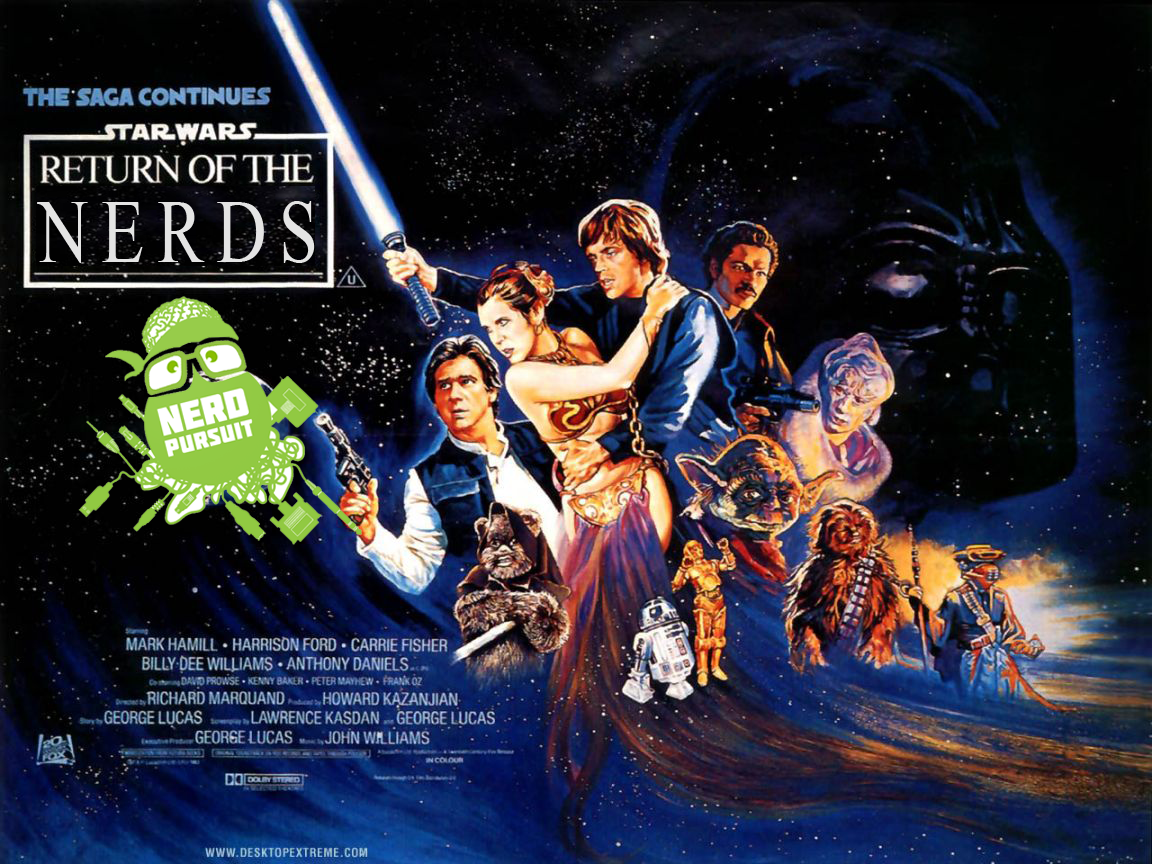 THE SAGA CONTINUES
STAR WARS
RETURN OF THE
NERDS
U
NERD
PURSUIT
Starring
MARK HAMILL • HARRISON FORD • CARRIE FISHER
BILLY DEE WILLIAMS • ANTHONY DANIELS
Co-starring DAVID PROWSE • KENNY BAKER • PETER MAYHEW • FRANK OZ
Directed by RICHARD MARQUAND Produced by HOWARD KAZANJIAN
Story by GEORGE LUCAS Screenplay by LAWRENCE KASDAN and GEORGE LUCAS
Executive Producer GEORGE LUCAS Music by JOHN WILLIAMS
IN COLOUR
20
FOX
DOLBY STEREO
WWW.DESKTOPEXTREME.COM